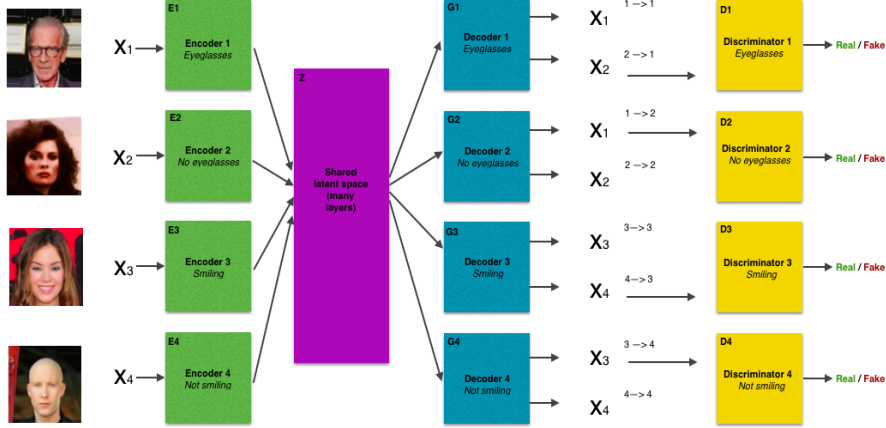 E1
Encoder 1
Eyeglasses
X1
E2
Encoder 2
No eyeglasses
X2
E3
Encoder 3
Smiling
X3
E4
Encoder 4
Not smiling
X4
Z
Shared
latent space
(many
layers)
G1
Decoder 1
Eyeglasses
G2
Decoder 2
No eyeglasses
G3
Decoder 3
Smiling
G4
Decoder 4
Not smiling
X1 1 —> 1
X2 2 —> 1
X1 1 —> 2
X2 2 —> 2
X3 3—> 3
X4 4—> 3
X3 3 —> 4
X4 4—> 4
D1
Discriminator 1
Eyeglasses
Real / Fake
D2
Discriminator 2
No eyeglasses
Real / Fake
D3
Discriminator 3
Smiling
Real / Fake
D4
Discriminator 4
Not smiling
Real / Fake